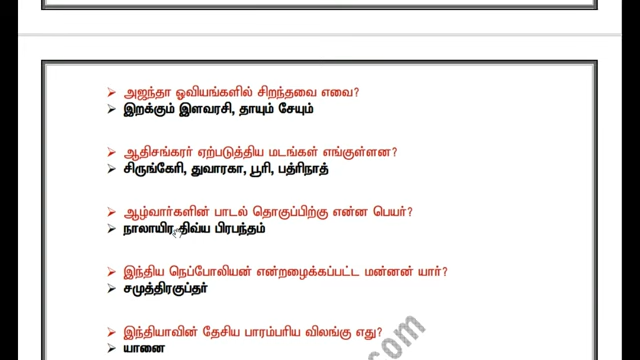 ➢ அஜந்தா ஓவியங்களில் சிறந்தவை எவை?
➢ இறக்கும் இளவரசி, தாயும் சேயும்
➢ ஆதிசங்கரர் ஏற்படுத்திய மடங்கள் எங்குள்ளன?
➢ சிருங்கேரி, துவாரகா, பூரி, பத்ரிநாத்
➢ ஆழ்வார்களின் பாடல் தொகுப்பிற்கு என்ன பெயர்?
➢ நாலாயிர திவ்ய பிரபந்தம்
➢ இந்திய நெப்போலியன் என்றழைக்கப்பட்ட மன்னன் யார்?
➢ சமுத்திரகுப்தர்
➢ இந்தியாவின் தேசிய பாரம்பரிய விலங்கு எது?
➢ யானை
.com